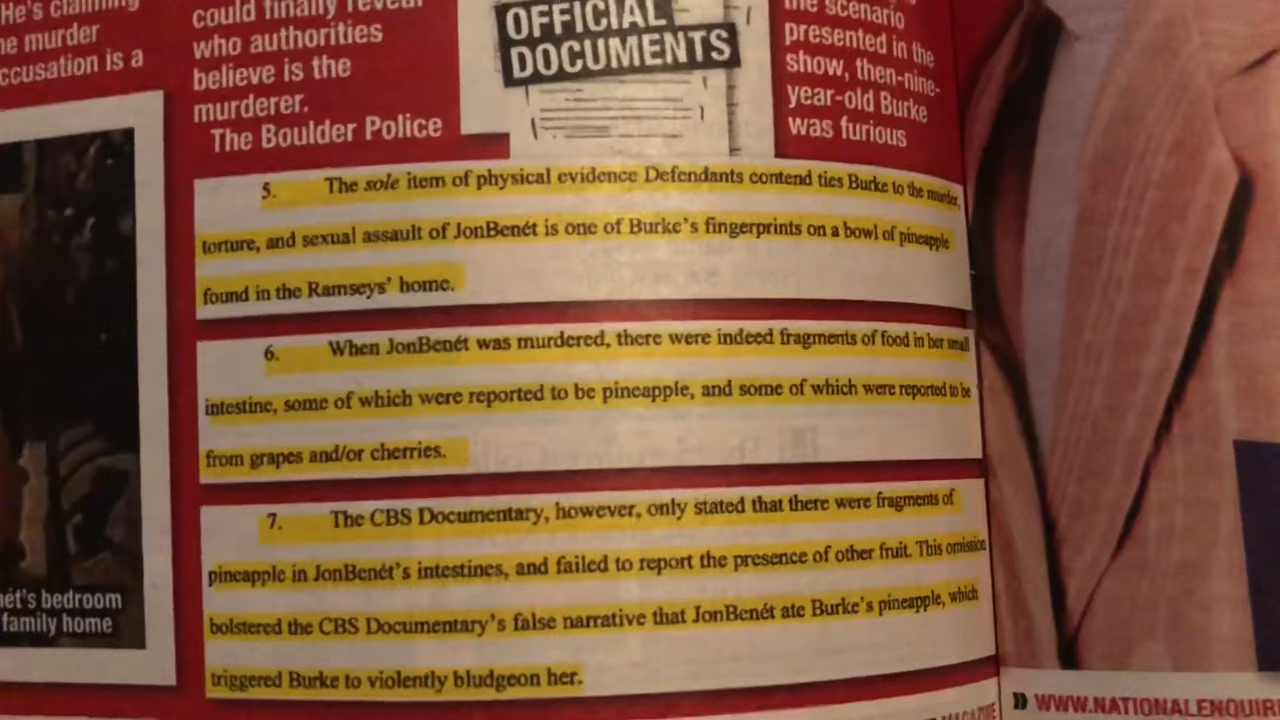 He's claiming
murder
accusation is a
could finally reveal
who authorities
believe is the
murderer.
The Boulder Police
OFFICIAL
DOCUMENTS
the scenario
presented in the
show, then-nine-
year-old Burke
was furious
5. The sole item of physical evidence Defendants contend ties Burke to the murder,
torture, and sexual assault of JonBenét is one of Burke's fingerprints on a bowl of pineapple
found in the Ramseys' home.
6. When JonBenét was murdered, there were indeed fragments of food in her small
intestine, some of which were reported to be pineapple, and some of which were reported to be
from grapes and/or cherries.
7. The CBS Documentary, however, only stated that there were fragments of
pineapple in JonBenét's intestines, and failed to report the presence of other fruit. This omission
bolstered the CBS Documentary's false narrative that JonBenét ate Burke's pineapple, which
triggered Burke to violently bludgeon her.
ét's bedroom
family home
MAGAZINE
WWW.NATIONALENQUIR